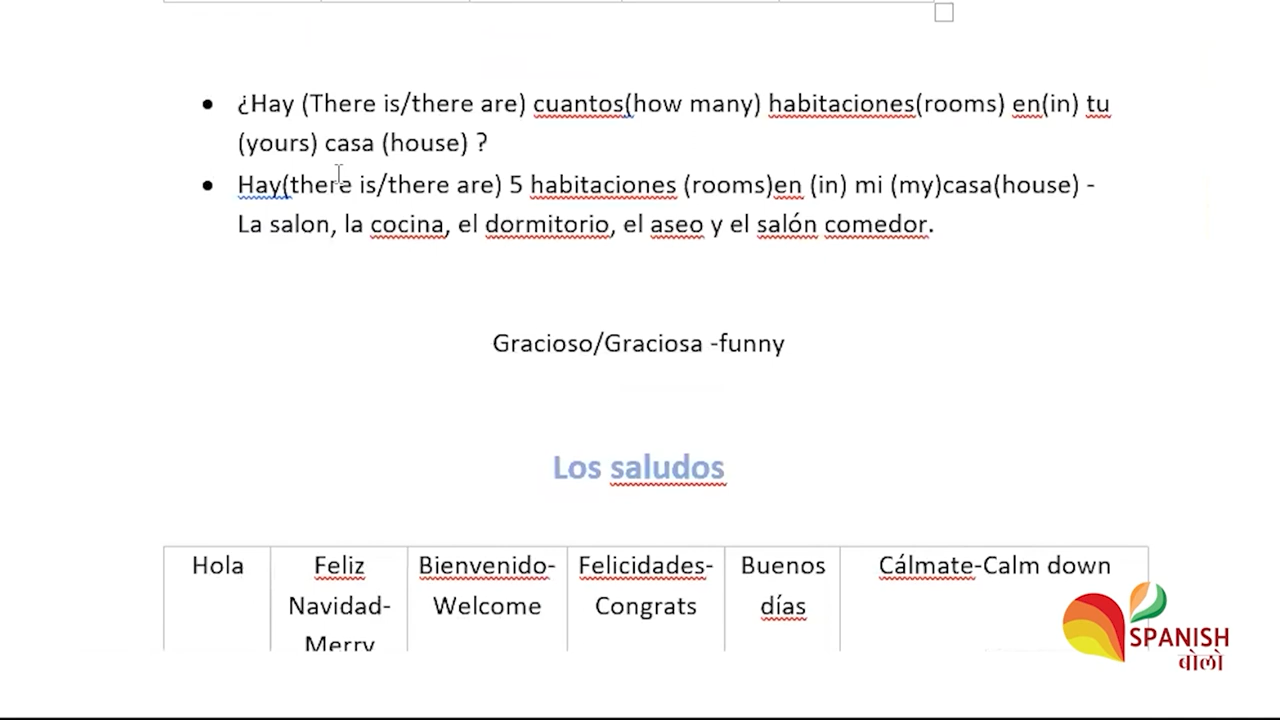 ¿Hay (There is/there are) cuantos(how many) habitaciones(rooms) en(in) tu
(yours) casa (house) ?
Hay(there is/there are) 5 habitaciones (rooms)en (in) mi (my)casa(house) -
La salon, la cocina, el dormitorio, el aseo y el salón comedor.
Gracioso/Graciosa -funny
Los saludos
Hola
Feliz
Navidad-
Merry
Bienvenido-
Welcome
Felicidades-
Congrats
Buenos
días
Cálmate-Calm down
SPANISH
बोलो